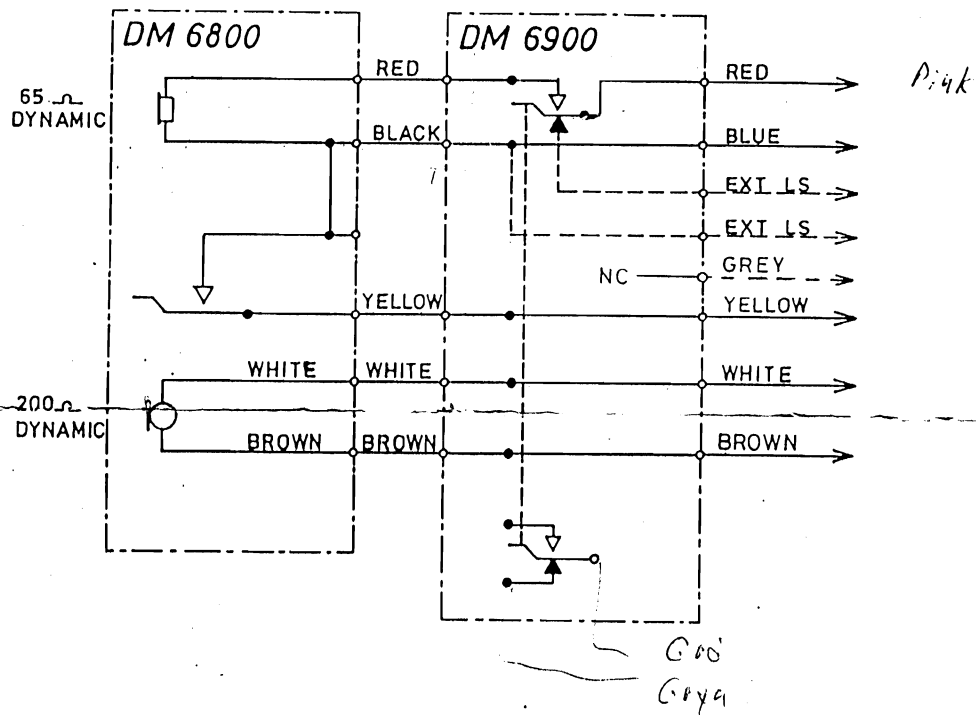 DM 6800
DM 6900
65 Ω
DYNAMIC
RED
RED
Pink
BLACK
BLUE
EXT LS
EXT LS
NC
GREY
YELLOW
YELLOW
WHITE
WHITE
WHITE
200 Ω
DYNAMIC
BROWN
BROWN
BROWN